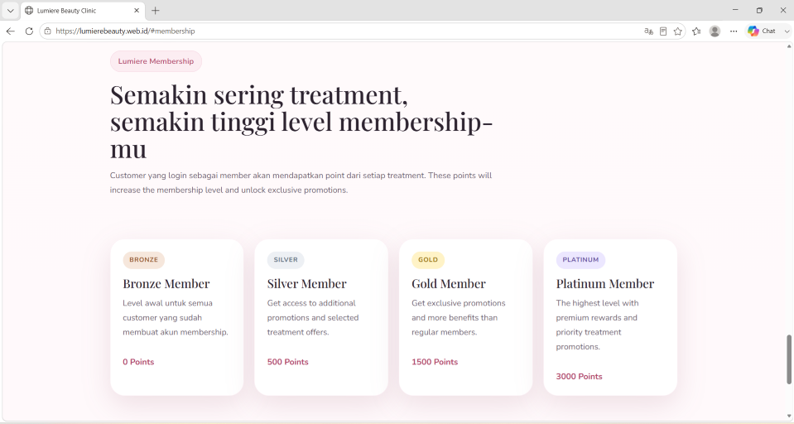 Lumiere Beauty Clinic
https://lumierebeauty.web.id/#membership
Chat
Lumiere Membership
Semakin sering treatment,
semakin tinggi level membership-
mu
Customer yang login sebagai member akan mendapatkan point dari setiap treatment. These points will
increase the membership level and unlock exclusive promotions.
BRONZE
Bronze Member
Level awal untuk semua
customer yang sudah
membuat akun membership.
0 Points
SILVER
Silver Member
Get access to additional
promotions and selected
treatment offers.
500 Points
GOLD
Gold Member
Get exclusive promotions
and more benefits than
regular members.
1500 Points
PLATINUM
Platinum Member
The highest level with
premium rewards and
priority treatment
promotions.
3000 Points